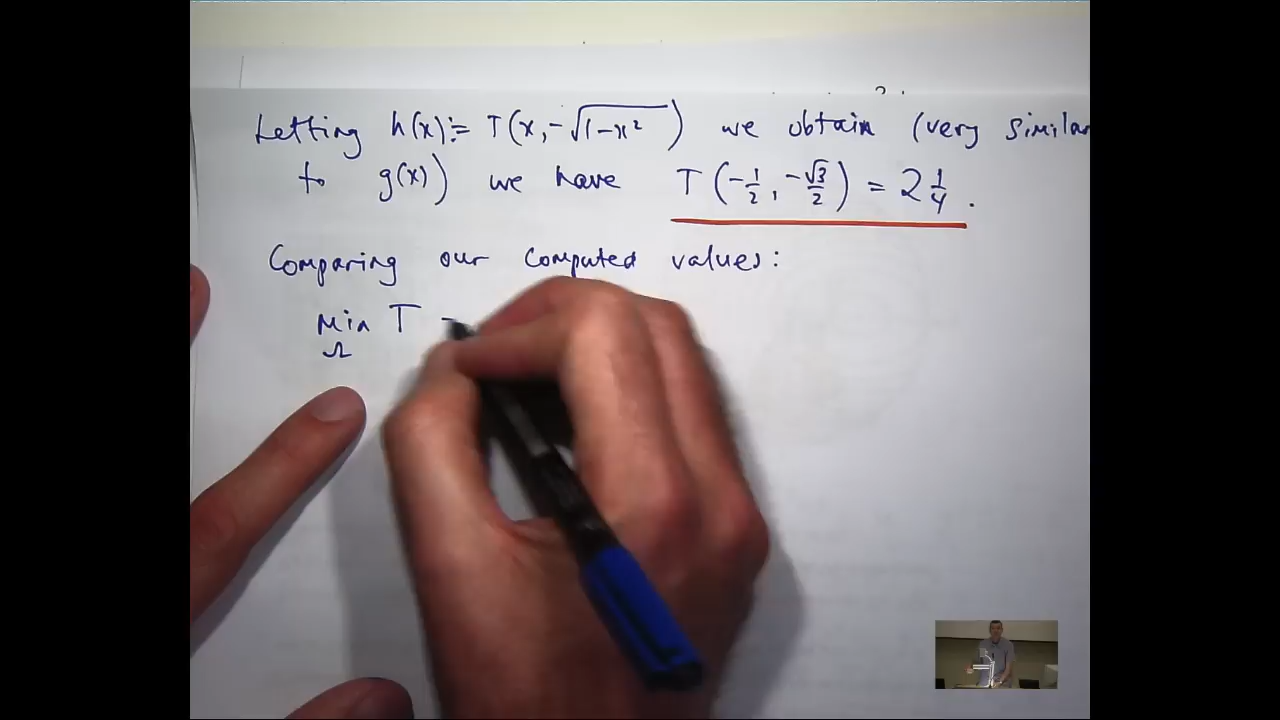 Letting h(x) := T(x, -√(1-x²)) we obtain (very similar
to g(x)) we have T(-1/2, -√3/2) = 2 1/4 .
Comparing our computed values:
Min T -
Ω